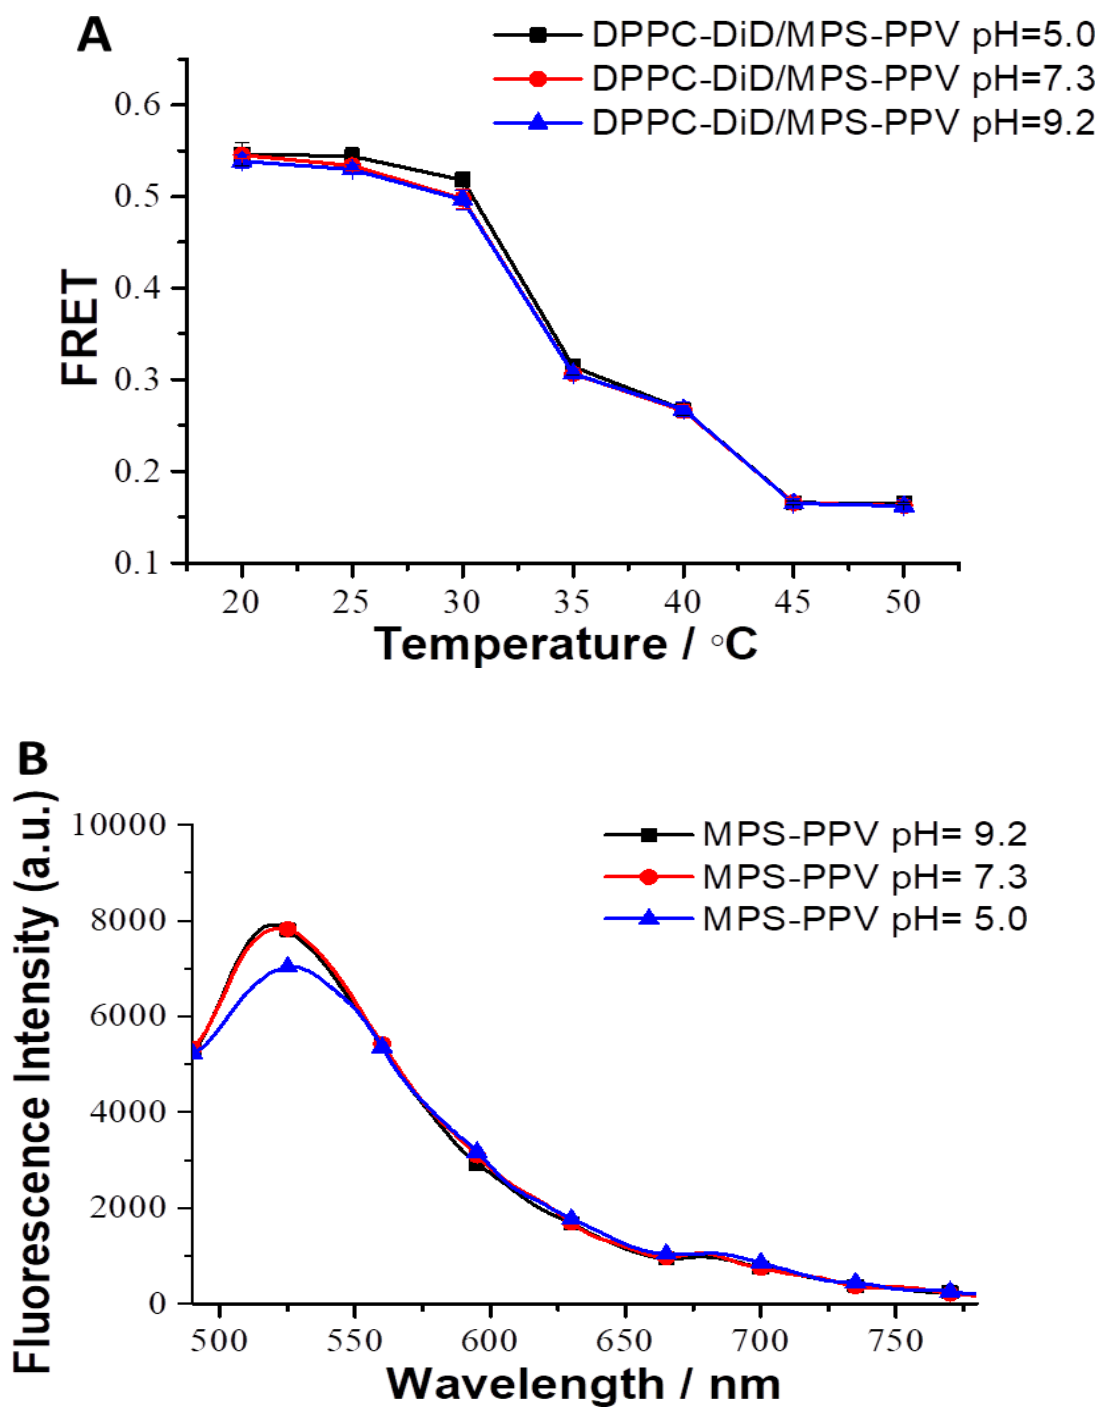 A
DPPC-DiD/MPS-PPV pH=5.0
DPPC-DiD/MPS-PPV pH=7.3
DPPC-DiD/MPS-PPV pH=9.2
0.6
0.5
0.4
0.3
0.2
0.1
FRET
20 25 30 35 40 45 50
Temperature / °C
B
MPS-PPV pH= 9.2
MPS-PPV pH= 7.3
MPS-PPV pH= 5.0
10000
8000
6000
4000
2000
0
Fluorescence Intensity (a.u.)
500 550 600 650 700 750
Wavelength / nm